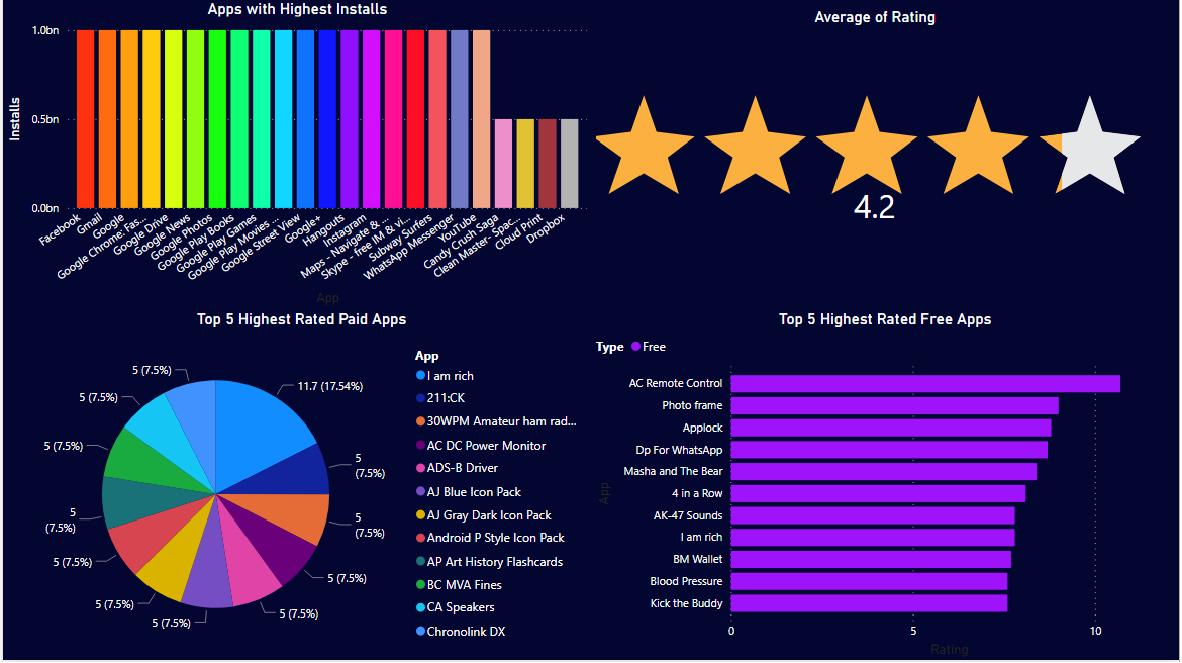 Apps with Highest Installs
Installs
1.0bn
0.5bn
0.0bn
Facebook
Gmail
Google
Google Chrome: Fas...
Google Drive
Google News
Google Photos
Google Play Books
Google Play Games
Google Play Movies ...
Google Street View
Google+
Hangouts
Instagram
Maps - Navigate & ...
Skype - free IM & vi...
Subway Surfers
WhatsApp Messenger
YouTube
Candy Crush Saga
Clean Master- Spac...
Cloud Print
Dropbox
App
Average of Rating
4.2
Top 5 Highest Rated Paid Apps
11.7 (17.54%)
5
(7.5%)
5
(7.5%)
5 (7.5%)
5 (7.5%)
5 (7.5%)
5 (7.5%)
5 (7.5%)
5
(7.5%)
5 (7.5%)
5 (7.5%)
5 (7.5%)
App
I am rich
211:CK
30WPM Amateur ham rad...
AC DC Power Monitor
ADS-B Driver
AJ Blue Icon Pack
AJ Gray Dark Icon Pack
Android P Style Icon Pack
AP Art History Flashcards
BC MVA Fines
CA Speakers
Chronolink DX
Top 5 Highest Rated Free Apps
Type Free
App
AC Remote Control
Photo frame
Applock
Dp For WhatsApp
Masha and The Bear
4 in a Row
AK-47 Sounds
I am rich
BM Wallet
Blood Pressure
Kick the Buddy
0 5 10
Rating